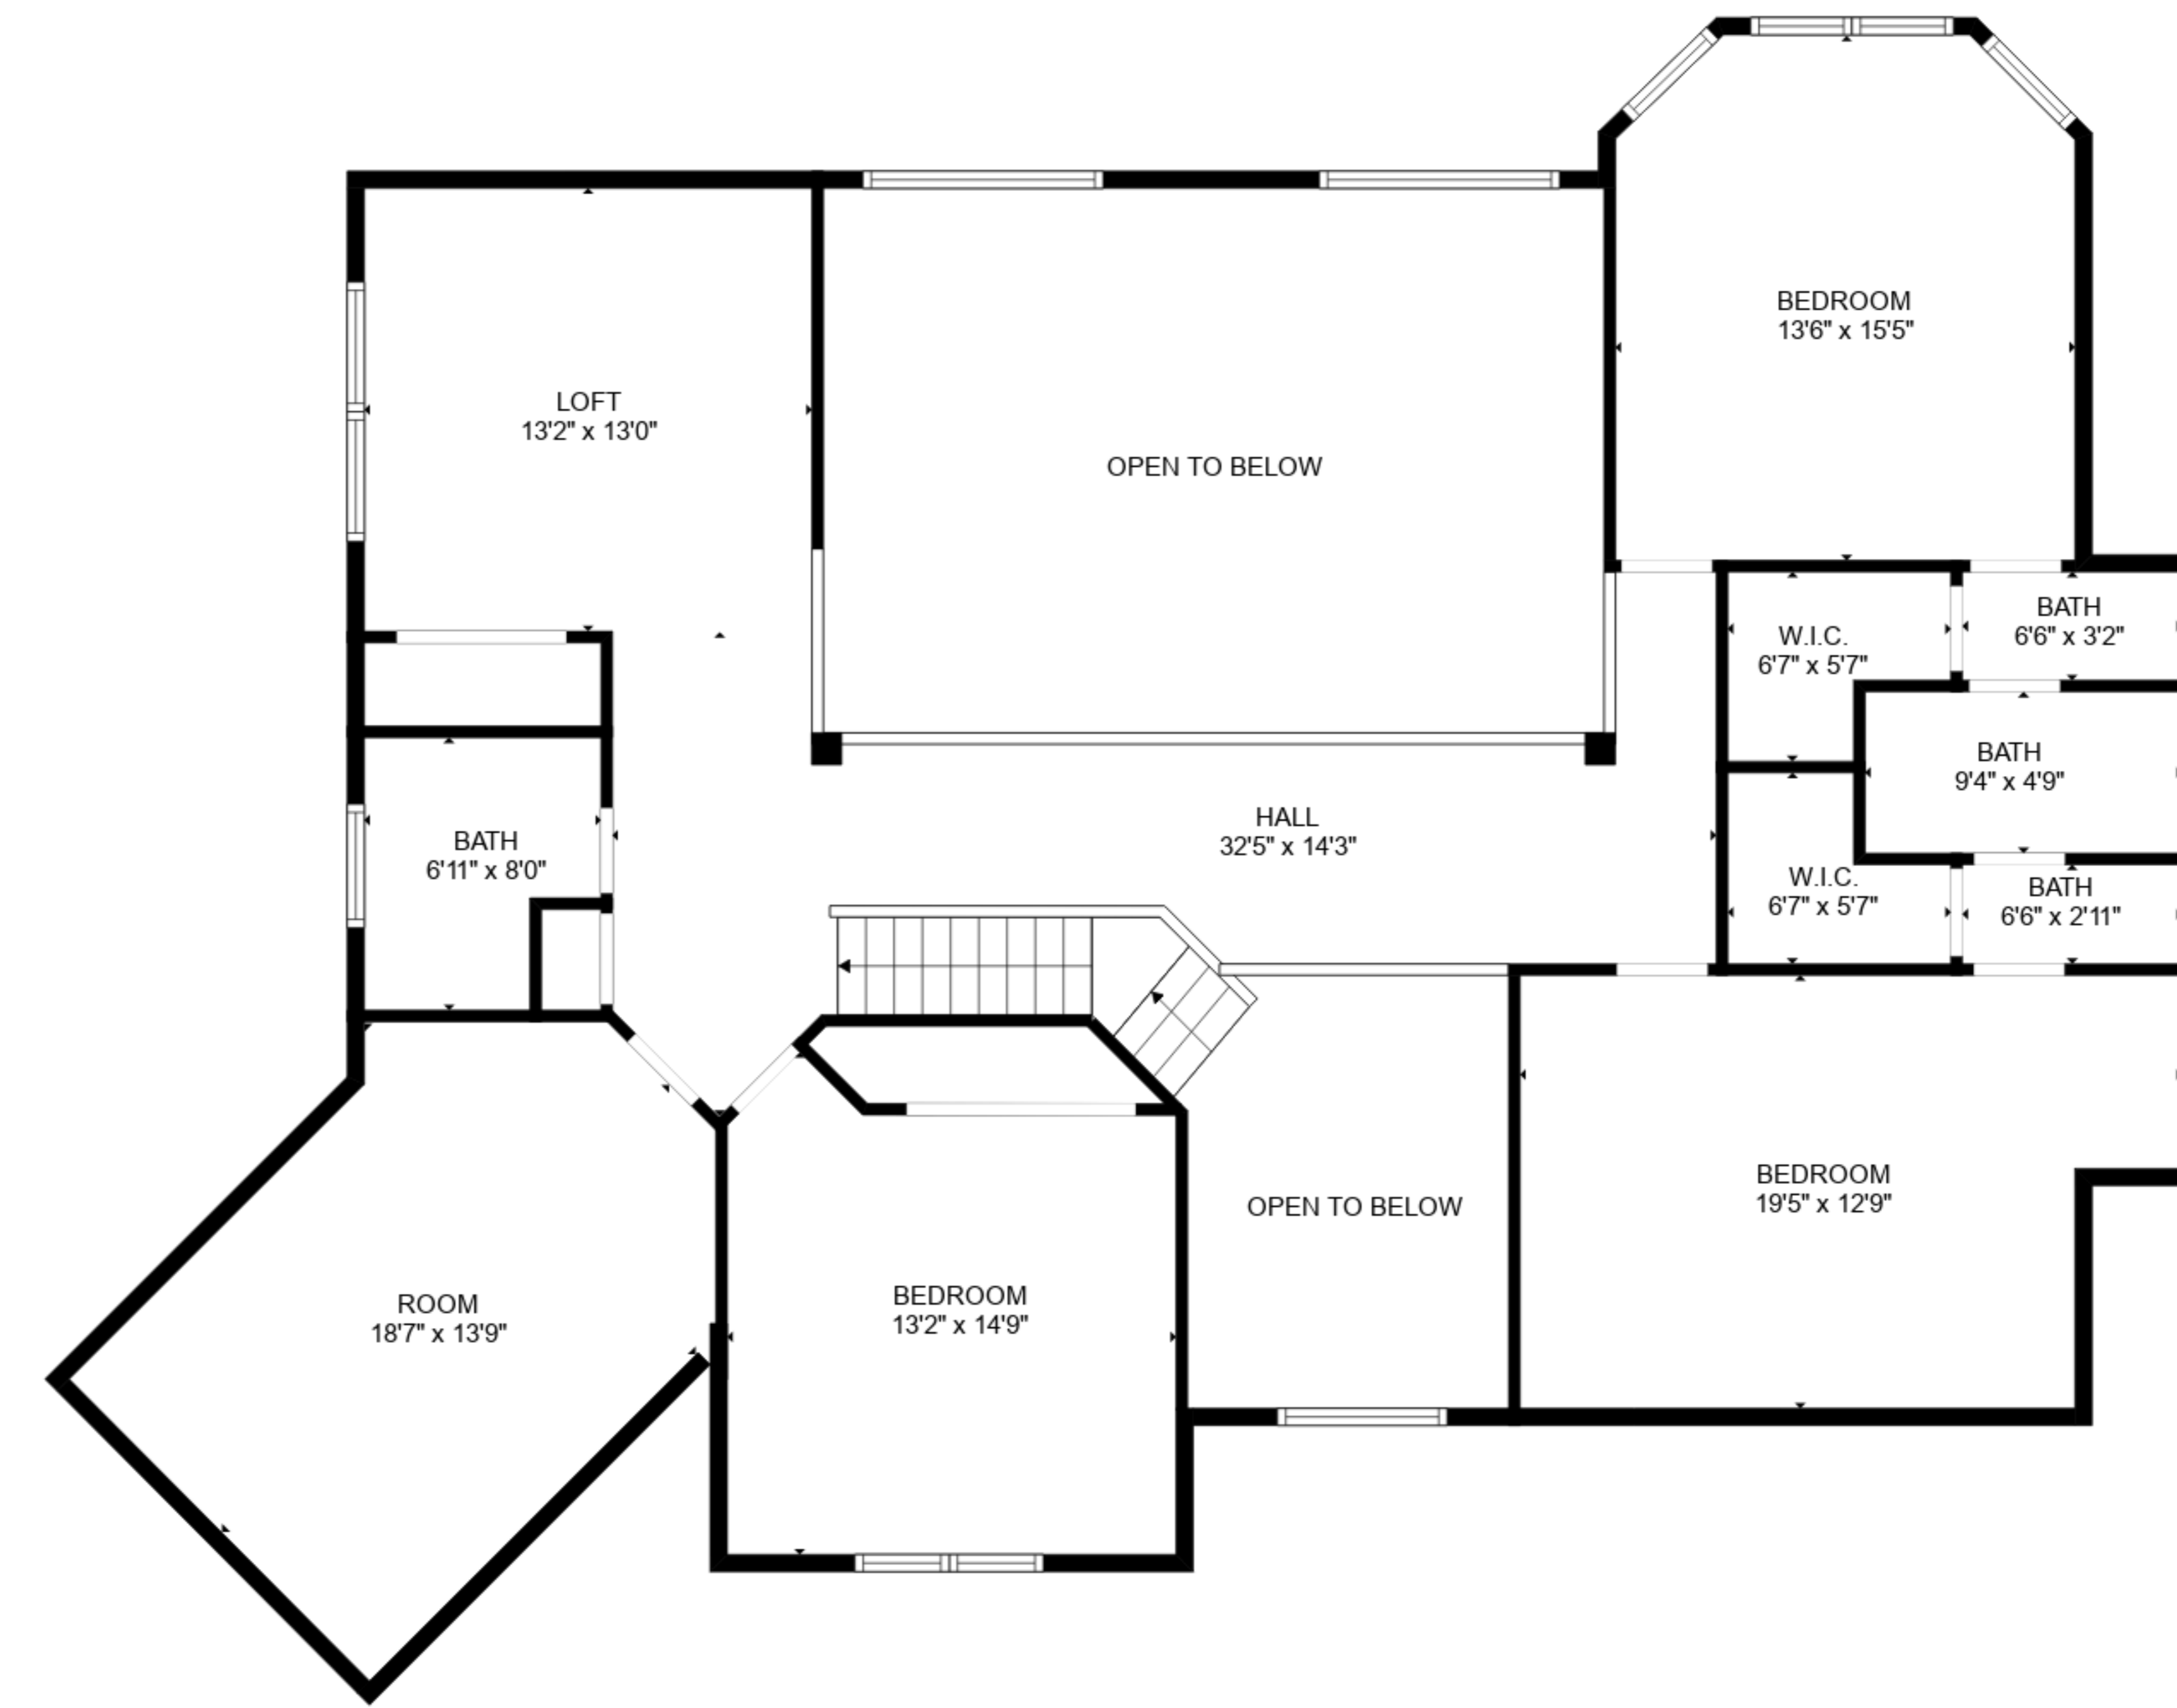 BEDROOM
13'6" x 15'5"
LOFT
13'2" x 13'0"
OPEN TO BELOW
BATH
6'6" x 3'2"
W.I.C.
6'7" x 5'7"
BATH
9'4" x 4'9"
HALL
32'5" x 14'3"
BATH
6'11" x 8'0"
W.I.C.
6'7" x 5'7"
BATH
6'6" x 2'11"
BEDROOM
19'5" x 12'9"
OPEN TO BELOW
BEDROOM
13'2" x 14'9"
ROOM
18'7" x 13'9"